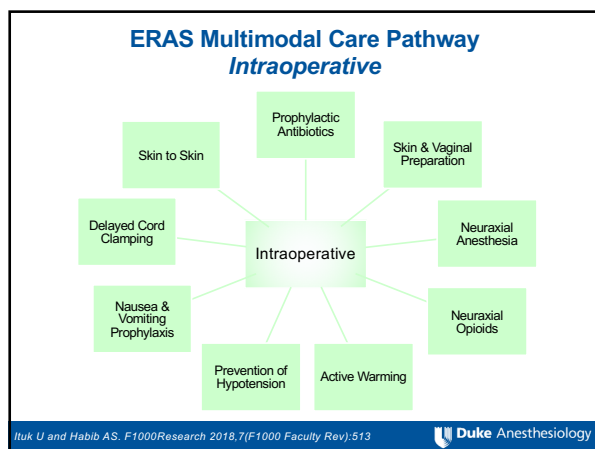 ERAS Multimodal Care Pathway
Intraoperative
Prophylactic
Antibiotics
Skin & Vaginal
Preparation
Neuraxial
Anesthesia
Neuraxial
Opioids
Active Warming
Prevention of
Hypotension
Nausea &
Vomiting
Prophylaxis
Delayed Cord
Clamping
Skin to Skin
Intraoperative
Ituk U and Habib AS. F1000Research 2018,7(F1000 Faculty Rev):513
Duke Anesthesiology